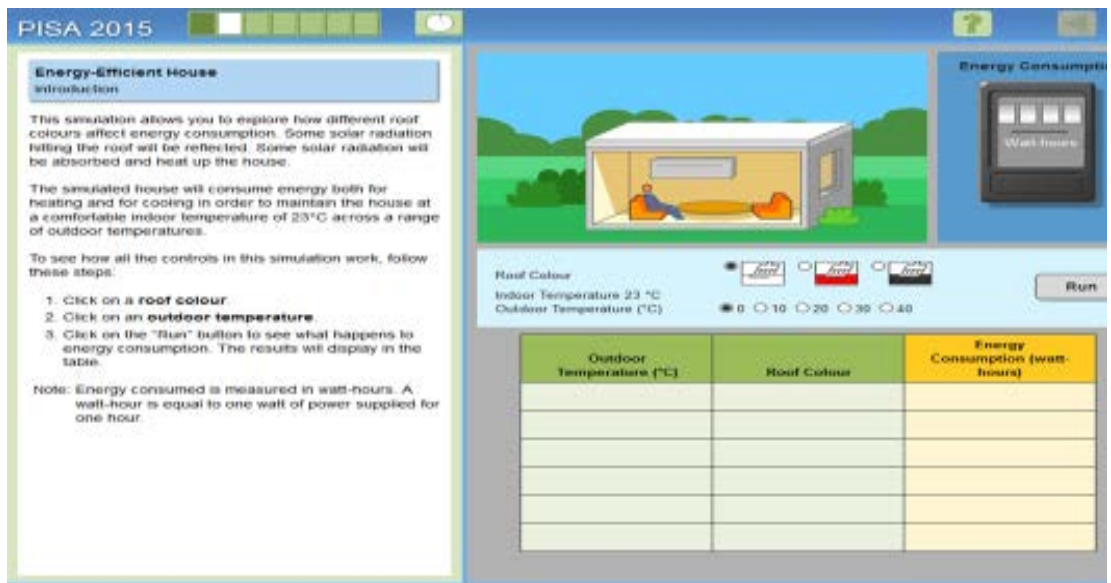 PISA 2015
?
Energy-Efficient House
Introduction
This simulation allows you to explore how different roof
colours affect energy consumption. Some solar radiation
hitting the roof will be reflected. Some solar radiation will
be absorbed and heat up the house.
The simulated house will consume energy both for
heating and for cooling in order to maintain the house at
a comfortable indoor temperature of 23°C across a range
of outdoor temperatures.
To see how all the controls in this simulation work, follow
these steps:
1. Click on a roof colour.
2. Click on an outdoor temperature.
3. Click on the "Run" button to see what happens to
energy consumption. The results will display in the
table.
Note: Energy consumed is measured in watt-hours. A
watt-hour is equal to one watt of power supplied for
one hour.
Energy Consumptio
Watt-hours
Roof Colour
Indoor Temperature 23 °C
Outdoor Temperature (°C) 0 10 20 30 40
Run
Outdoor
Temperature (°C)
Roof Colour
Energy
Consumption (watt-
hours)